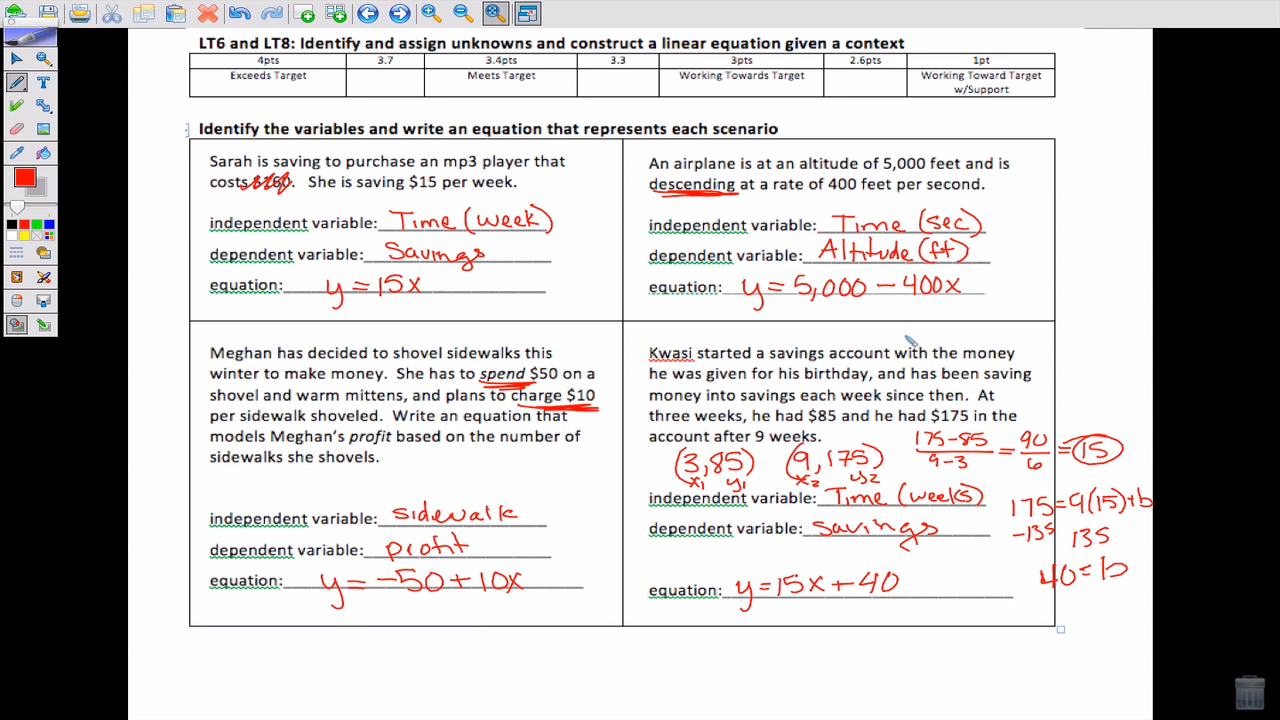 LT6 and LT8: Identify and assign unknowns and construct a linear equation given a context
4pts 3.7 3.4pts 3.3 3pts 2.6pts 1pt
Exceeds Target Meets Target Working Towards Target Working Toward Target
w/Support
Identify the variables and write an equation that represents each scenario
Sarah is saving to purchase an mp3 player that
costs $160. She is saving $15 per week.
independent variable: Time (week)
dependent variable: Savings
equation: y = 15x
An airplane is at an altitude of 5,000 feet and is
descending at a rate of 400 feet per second.
independent variable: Time (sec)
dependent variable: Altitude (ft)
equation: y = 5,000 - 400x
Meghan has decided to shovel sidewalks this
winter to make money. She has to spend $50 on a
shovel and warm mittens, and plans to charge $10
per sidewalk shoveled. Write an equation that
models Meghan's profit based on the number of
sidewalks she shovels.
independent variable: sidewalk
dependent variable: profit
equation: y = -50 + 10x
Kwasi started a savings account with the money
he was given for his birthday, and has been saving
money into savings each week since then. At
three weeks, he had $85 and he had $175 in the
account after 9 weeks.
(3,85) (9,175)
x1 y1 x2 y2
175-85 / 9-3 = 90 / 6 = 15
independent variable: Time (weeks)
dependent variable: savings
175 = 9(15) + b
-135 135
40 = b
equation: y = 15x + 40
T